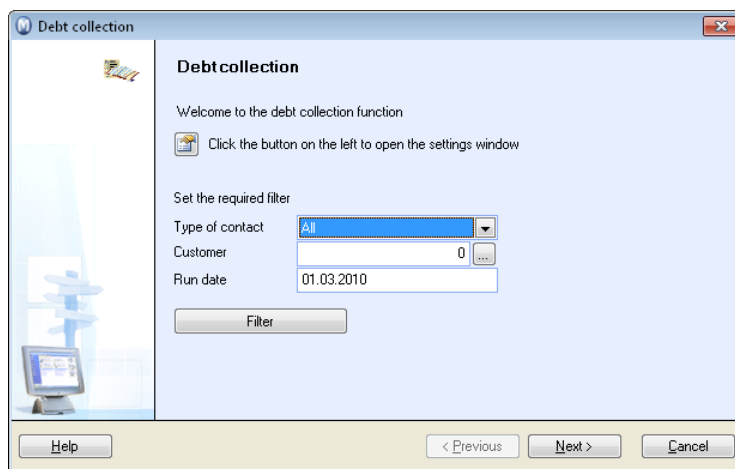 Debt collection
Debt collection
Welcome to the debt collection function
Click the button on the left to open the settings window
Set the required filter
Type of contact All
Customer 0 ...
Run date 01.03.2010
Filter
Help < Previous Next > Cancel